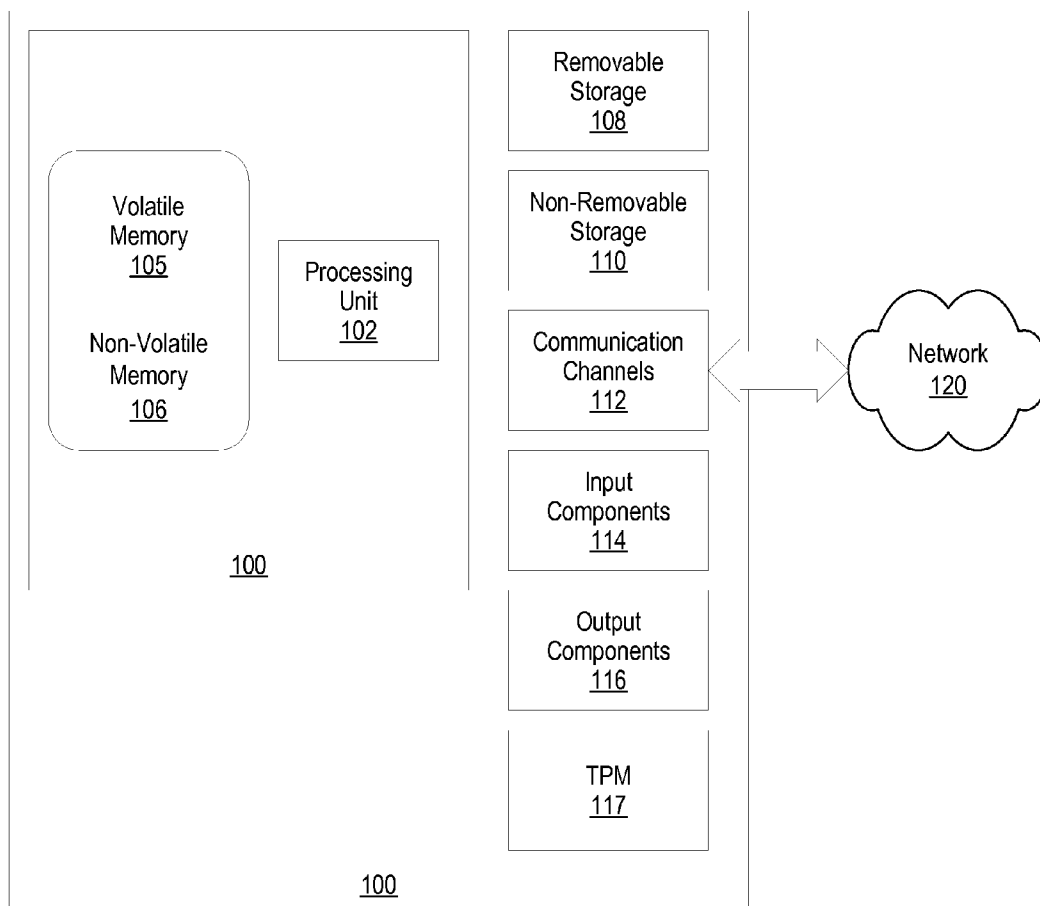 Volatile
Memory
105
Non-Volatile
Memory
106
Processing
Unit
102
100
Removable
Storage
108
Non-Removable
Storage
110
Communication
Channels
112
Input
Components
114
Output
Components
116
TPM
117
100
Network
120